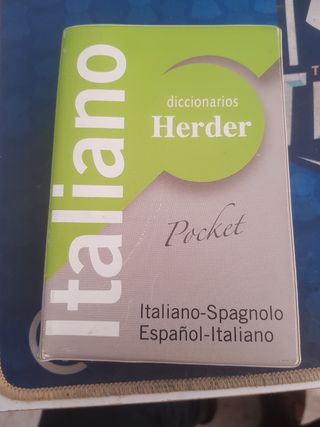 Italiano
diccionarios
Herder
Pocket
Italiano-Spagnolo
Español-Italiano